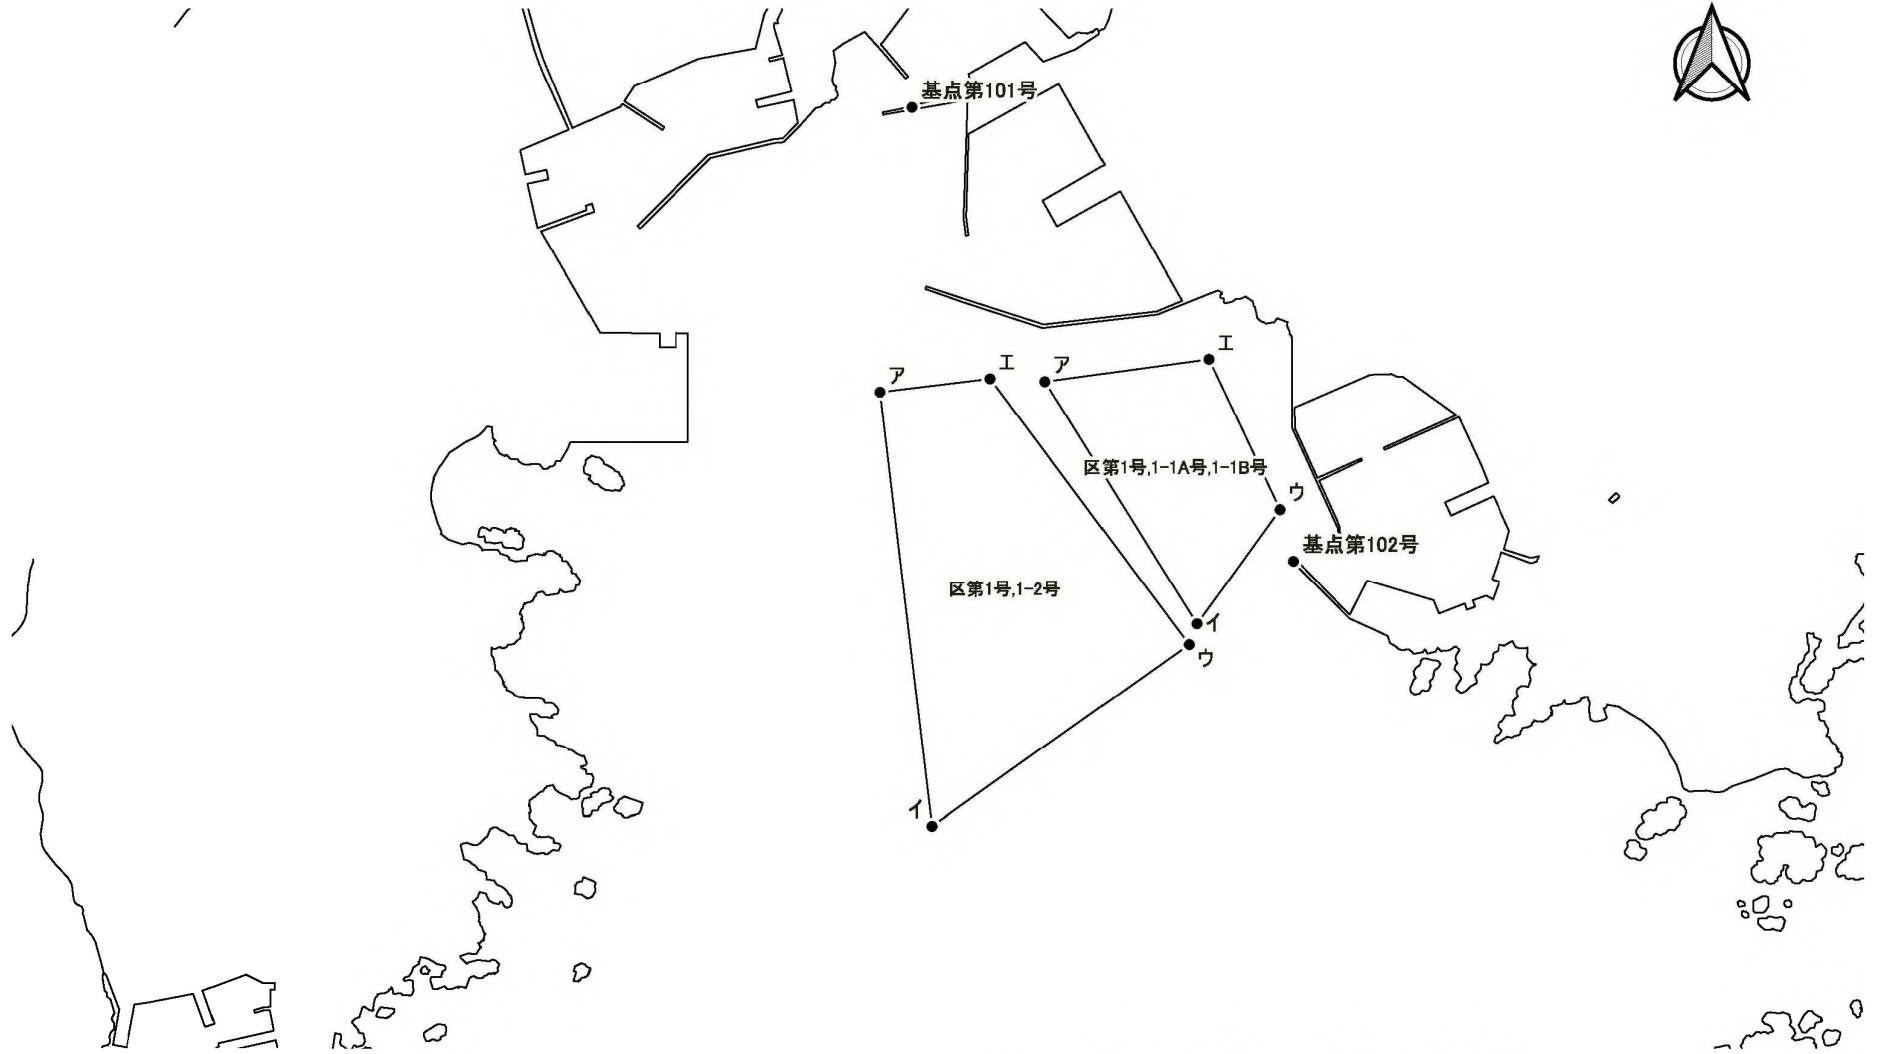 基点第101号
エ
ア
エ
ア
区第1号,1-1A号,1-1B号
ウ
基点第102号
区第1号,1-2号
イ
ウ
イ